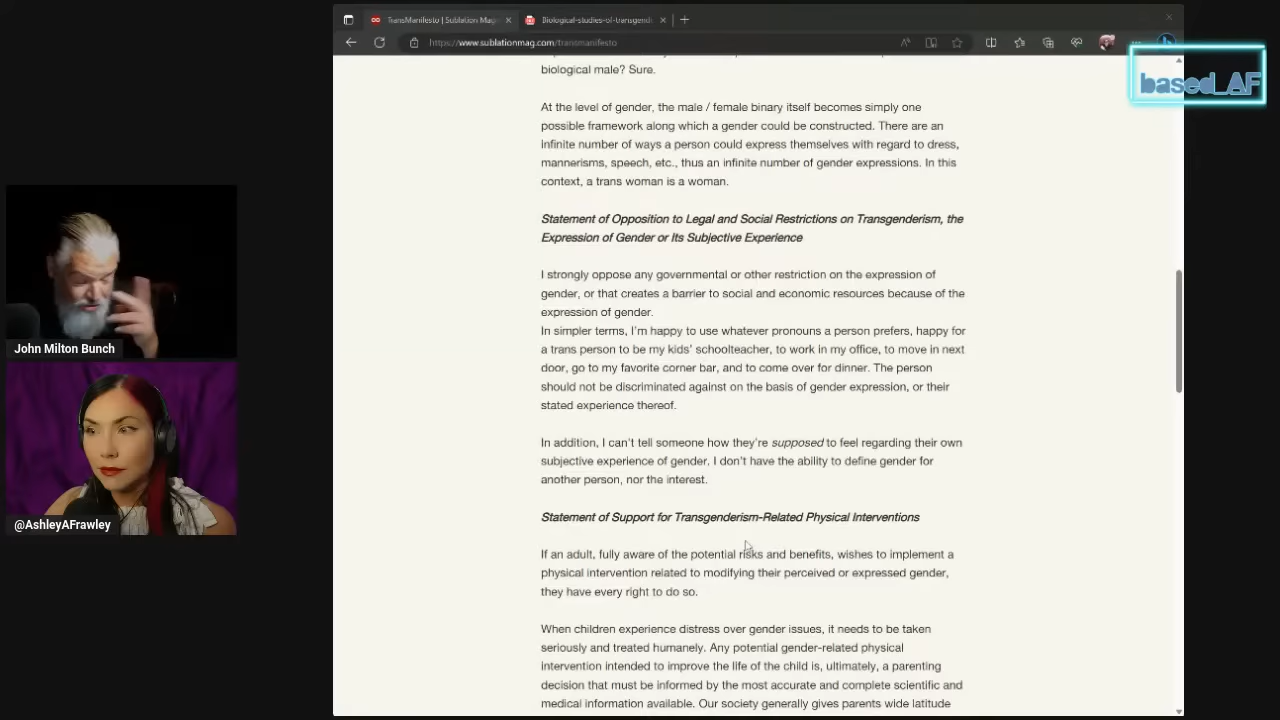 TransManifesto | Sublation Mag
Biological-studies-of-transgend
https://www.sublationmag.com/transmanifesto
based_AF
biological male? Sure.
At the level of gender, the male / female binary itself becomes simply one
possible framework along which a gender could be constructed. There are an
infinite number of ways a person could express themselves with regard to dress,
mannerisms, speech, etc., thus an infinite number of gender expressions. In this
context, a trans woman is a woman.
Statement of Opposition to Legal and Social Restrictions on Transgenderism, the
Expression of Gender or Its Subjective Experience
I strongly oppose any governmental or other restriction on the expression of
gender, or that creates a barrier to social and economic resources because of the
expression of gender.
In simpler terms, I'm happy to use whatever pronouns a person prefers, happy for
a trans person to be my kids' schoolteacher, to work in my office, to move in next
door, go to my favorite corner bar, and to come over for dinner. The person
should not be discriminated against on the basis of gender expression, or their
stated experience thereof.
In addition, I can't tell someone how they're supposed to feel regarding their own
subjective experience of gender. I don't have the ability to define gender for
another person, nor the interest.
Statement of Support for Transgenderism-Related Physical Interventions
If an adult, fully aware of the potential risks and benefits, wishes to implement a
physical intervention related to modifying their perceived or expressed gender,
they have every right to do so.
When children experience distress over gender issues, it needs to be taken
seriously and treated humanely. Any potential gender-related physical
intervention intended to improve the life of the child is, ultimately, a parenting
decision that must be informed by the most accurate and complete scientific and
medical information available. Our society generally gives parents wide latitude
John Milton Bunch
@AshleyAFrawley